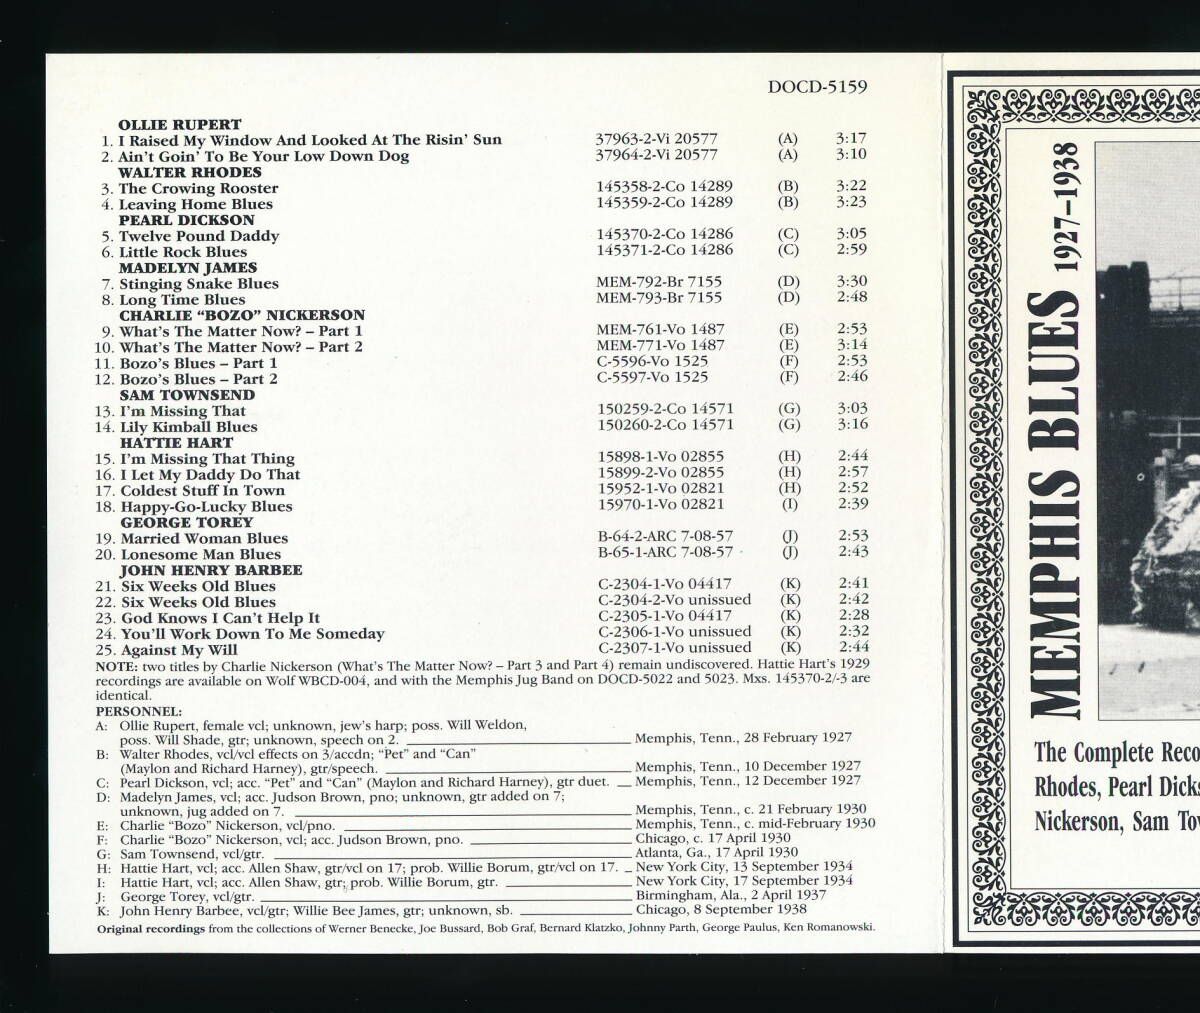 DOCD-5159
OLLIE RUPERT
1. I Raised My Window And Looked At The Risin' Sun 37963-2-Vi 20577 (A) 3:17
2. Ain't Goin' To Be Your Low Down Dog 37964-2-Vi 20577 (A) 3:10
WALTER RHODES
3. The Crowing Rooster 145358-2-Co 14289 (B) 3:22
4. Leaving Home Blues 145359-2-Co 14289 (B) 3:23
PEARL DICKSON
5. Twelve Pound Daddy 145370-2-Co 14286 (C) 3:05
6. Little Rock Blues 145371-2-Co 14286 (C) 2:59
MADELYN JAMES
7. Stinging Snake Blues MEM-792-Br 7155 (D) 3:30
8. Long Time Blues MEM-793-Br 7155 (D) 2:48
CHARLIE “BOZO” NICKERSON
9. What's The Matter Now? – Part 1 MEM-761-Vo 1487 (E) 2:53
10. What's The Matter Now? – Part 2 MEM-771-Vo 1487 (E) 3:14
11. Bozo's Blues – Part 1 C-5596-Vo 1525 (F) 2:53
12. Bozo's Blues – Part 2 C-5597-Vo 1525 (F) 2:46
SAM TOWNSEND
13. I'm Missing That 150259-2-Co 14571 (G) 3:03
14. Lily Kimball Blues 150260-2-Co 14571 (G) 3:16
HATTIE HART
15. I'm Missing That Thing 15898-1-Vo 02855 (H) 2:44
16. I Let My Daddy Do That 15899-2-Vo 02855 (H) 2:57
17. Coldest Stuff In Town 15952-1-Vo 02821 (H) 2:52
18. Happy-Go-Lucky Blues 15970-1-Vo 02821 (I) 2:39
GEORGE TOREY
19. Married Woman Blues B-64-2-ARC 7-08-57 (J) 2:53
20. Lonesome Man Blues B-65-1-ARC 7-08-57 (J) 2:43
JOHN HENRY BARBEE
21. Six Weeks Old Blues C-2304-1-Vo 04417 (K) 2:41
22. Six Weeks Old Blues C-2304-2-Vo unissued (K) 2:42
23. God Knows I Can't Help It C-2305-1-Vo 04417 (K) 2:28
24. You'll Work Down To Me Someday C-2306-1-Vo unissued (K) 2:32
25. Against My Will C-2307-1-Vo unissued (K) 2:44
NOTE: two titles by Charlie Nickerson (What's The Matter Now? – Part 3 and Part 4) remain undiscovered. Hattie Hart's 1929
recordings are available on Wolf WBCD-004, and with the Memphis Jug Band on DOCD-5022 and 5023. Mxs. 145370-2/-3 are
identical.
PERSONNEL:
A: Ollie Rupert, female vcl; unknown, jew's harp; poss. Will Weldon,
poss. Will Shade, gtr; unknown, speech on 2. Memphis, Tenn., 28 February 1927
B: Walter Rhodes, vcl/vcl effects on 3/accdn; “Pet” and “Can”
(Maylon and Richard Harney), gtr/speech. Memphis, Tenn., 10 December 1927
C: Pearl Dickson, vcl; acc. “Pet” and “Can” (Maylon and Richard Harney), gtr duet. Memphis, Tenn., 12 December 1927
D: Madelyn James, vcl; acc. Judson Brown, pno; unknown, gtr added on 7;
unknown, jug added on 7. Memphis, Tenn., c. 21 February 1930
E: Charlie “Bozo” Nickerson, vcl/pno. Memphis, Tenn., c. mid-February 1930
F: Charlie “Bozo” Nickerson, vcl; acc. Judson Brown, pno. Chicago, c. 17 April 1930
G: Sam Townsend, vcl/gtr. Atlanta, Ga., 17 April 1930
H: Hattie Hart, vcl; acc. Allen Shaw, gtr/vcl on 17; prob. Willie Borum, gtr/vcl on 17. New York City, 13 September 1934
I: Hattie Hart, vcl; acc. Allen Shaw, gtr; prob. Willie Borum, gtr. New York City, 17 September 1934
J: George Torey, vcl/gtr. Birmingham, Ala., 2 April 1937
K: John Henry Barbee, vcl/gtr; Willie Bee James, gtr; unknown, sb. Chicago, 8 September 1938
Original recordings from the collections of Werner Benecke, Joe Bussard, Bob Graf, Bernard Klatzko, Johnny Parth, George Paulus, Ken Romanowski.
MEMPHIS BLUES 1927–1938
The Complete Reco
Rhodes, Pearl Dicks
Nickerson, Sam Tow